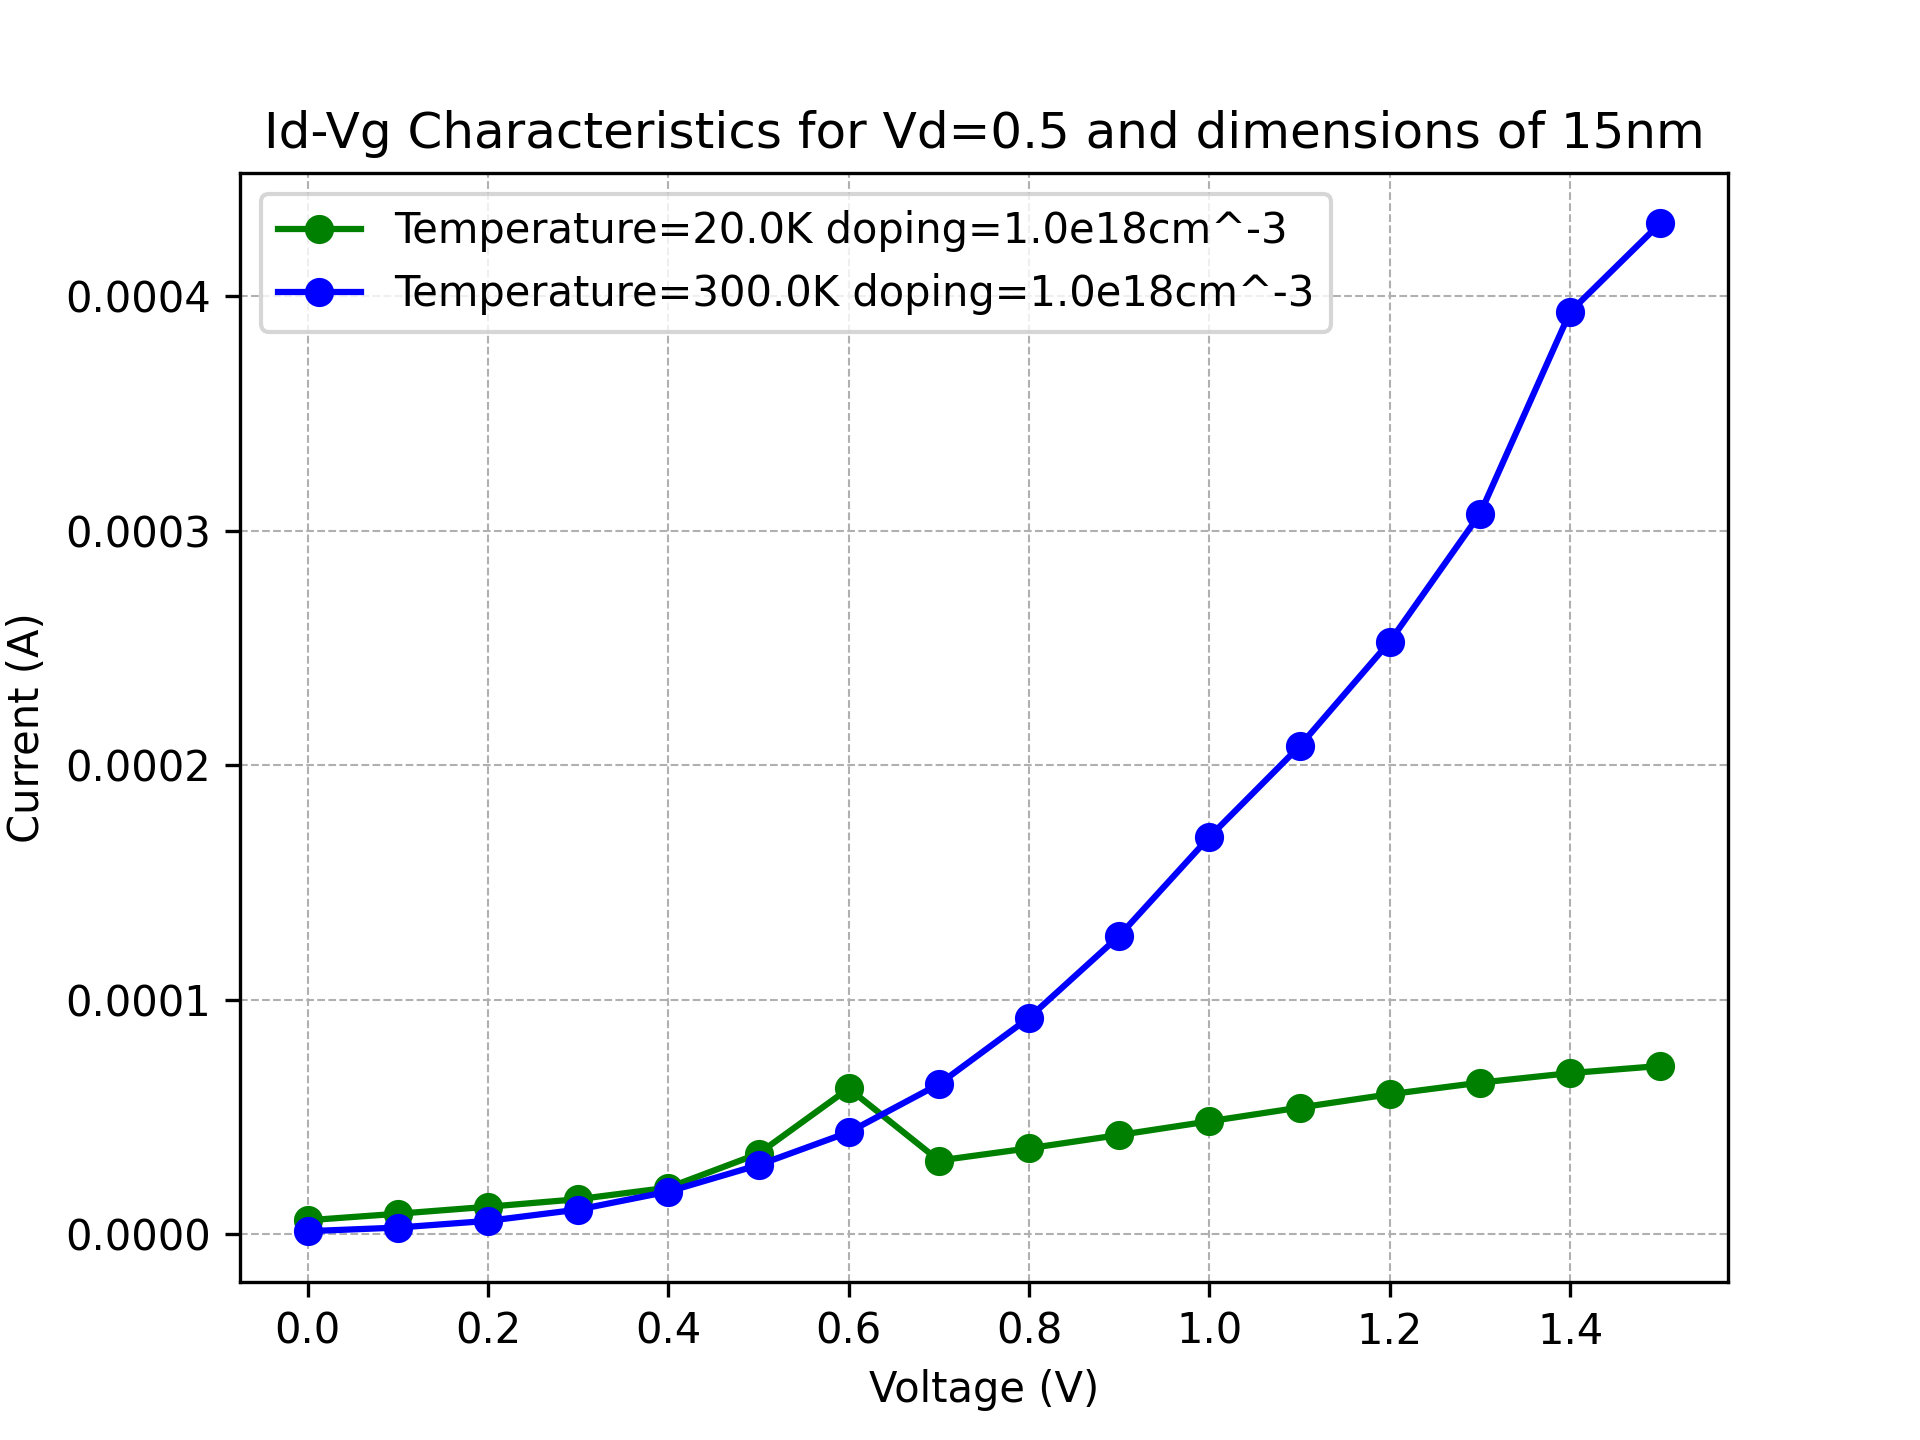 Id-Vg Characteristics for Vd=0.5 and dimensions of 15nm
Temperature=20.0K doping=1.0e18cm^-3
Temperature=300.0K doping=1.0e18cm^-3
0.0004
0.0003
0.0002
0.0001
0.0000
Current (A)
0.0 0.2 0.4 0.6 0.8 1.0 1.2 1.4
Voltage (V)